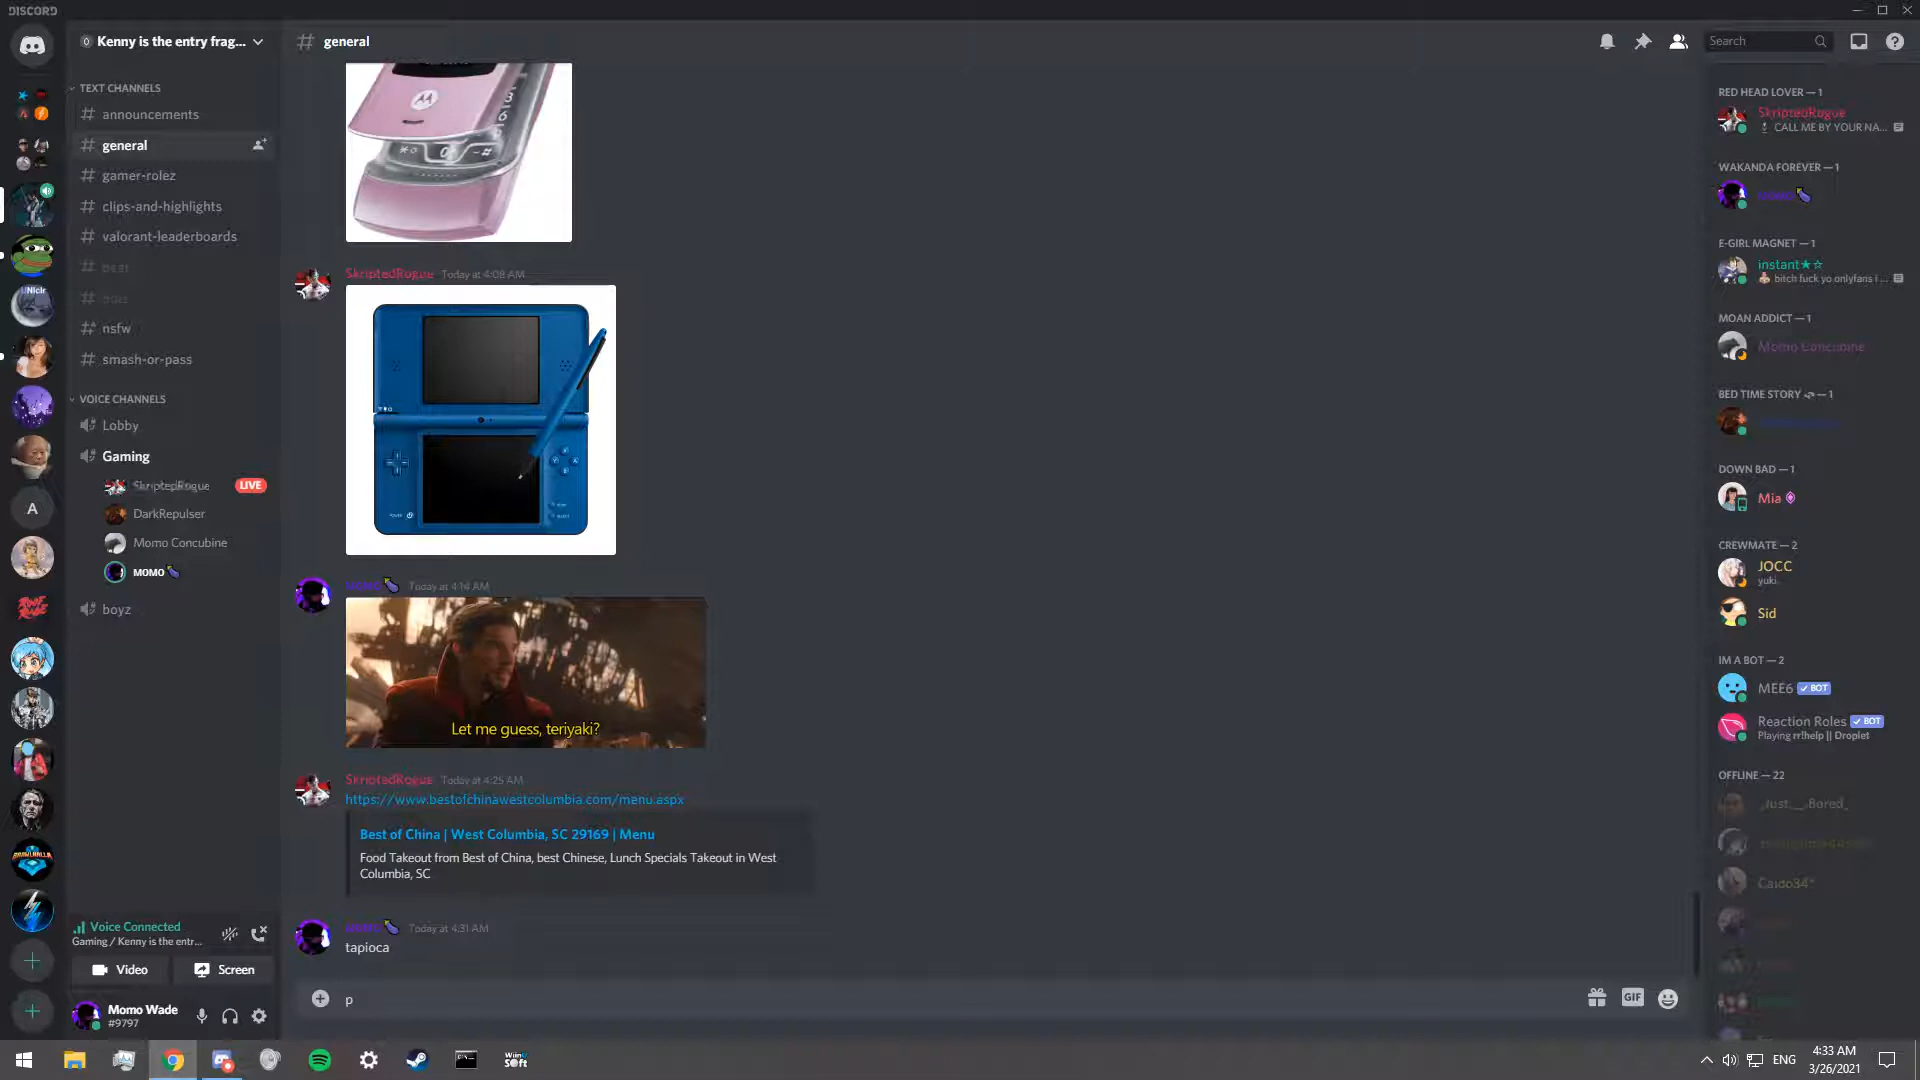 DISCORD
Kenny is the entry frag...
general
Search
TEXT CHANNELS
announcements
general
gamer-rolez
clips-and-highlights
valorant-leaderboards
nsfw
smash-or-pass
VOICE CHANNELS
Lobby
Gaming
SkriptedRogue
LIVE
DarkRepulser
Momo Concubine
MOMO
boyz
Voice Connected
Gaming / Kenny is the entr...
Video
Screen
Momo Wade
#9797
SkriptedRogue Today at 4:08 AM
MOMO Today at 4:14 AM
Let me guess, teriyaki?
SkriptedRogue Today at 4:25 AM
https://www.bestofchinawestcolumbia.com/menu.aspx
Best of China | West Columbia, SC 29169 | Menu
Food Takeout from Best of China, best Chinese, Lunch Specials Takeout in West
Columbia, SC
MOMO Today at 4:31 AM
tapioca
p
GIF
RED HEAD LOVER — 1
SkriptedRogue
CALL ME BY YOUR NA...
WAKANDA FOREVER — 1
MOMO
E-GIRL MAGNET — 1
instant★☆
bitch fuck yo onlyfans i ...
MOAN ADDICT — 1
Momo Concubine
BED TIME STORY — 1
DOWN BAD — 1
Mia
CREWMATE — 2
JOCC
yuki
Sid
IM A BOT — 2
MEE6 BOT
Reaction Roles BOT
Playing rr!help || Droplet
OFFLINE — 22
_Just.__.Bored_
Caido34*
A
ENG
4:33 AM
3/26/2021